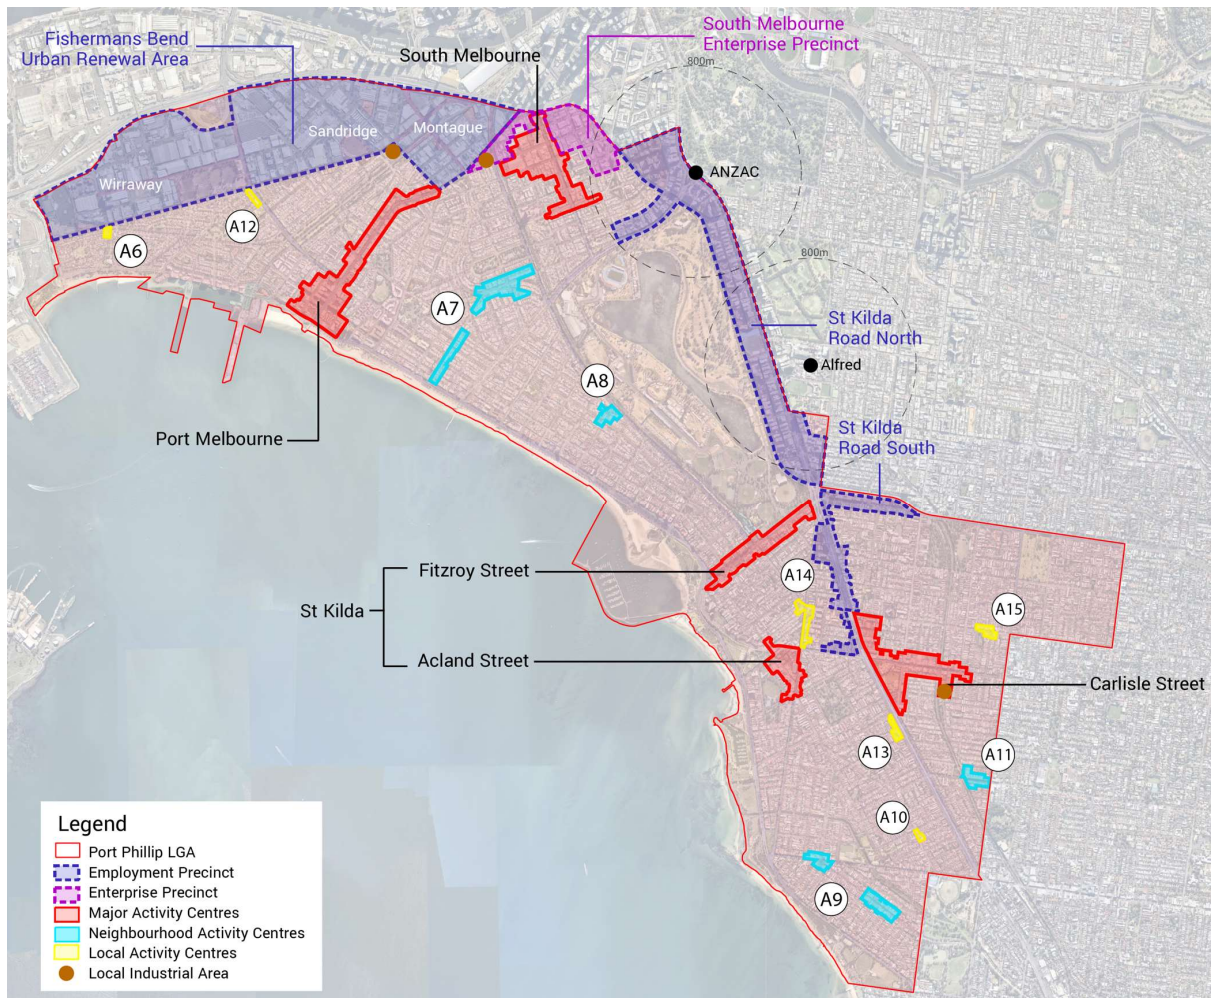 Fishermans Bend
Urban Renewal Area
South Melbourne
South Melbourne
Enterprise Precinct
800m
Sandridge
Montague
Wirraway
ANZAC
A6
A12
800m
A7
St Kilda
Road North
Alfred
A8
Port Melbourne
St Kilda
Road South
Fitzroy Street
A14
St Kilda
A15
Acland Street
Carlisle Street
A13
A11
A10
A9
Legend
Port Phillip LGA
Employment Precinct
Enterprise Precinct
Major Activity Centres
Neighbourhood Activity Centres
Local Activity Centres
Local Industrial Area